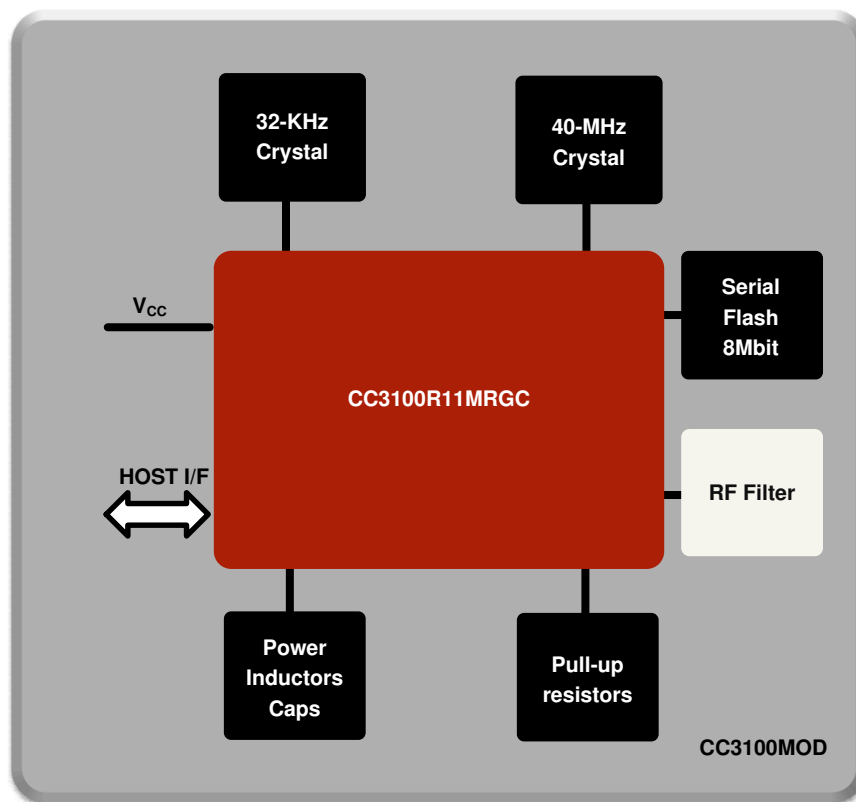 32-KHz
Crystal
40-MHz
Crystal
V_CC
Serial
Flash
8Mbit
CC3100R11MRGC
HOST I/F
RF Filter
Power
Inductors
Caps
Pull-up
resistors
CC3100MOD